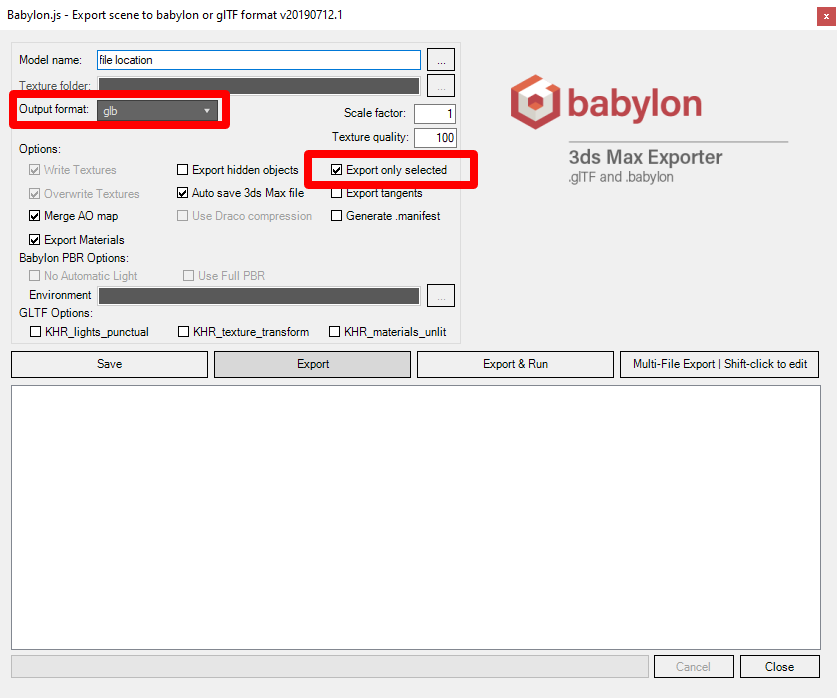 Babylon.js - Export scene to babylon or glTF format v20190712.1
x
Model name: file location ...
Texture folder: ...
Output format: glb
Scale factor: 1
Texture quality: 100
Options:
Write Textures Export hidden objects Export only selected
Overwrite Textures Auto save 3ds Max file Export tangents
Merge AO map Use Draco compression Generate .manifest
Export Materials
Babylon PBR Options:
No Automatic Light Use Full PBR
Environment ...
GLTF Options:
KHR_lights_punctual KHR_texture_transform KHR_materials_unlit
babylon
3ds Max Exporter
.glTF and .babylon
Save Export Export & Run Multi-File Export | Shift-click to edit
Cancel Close